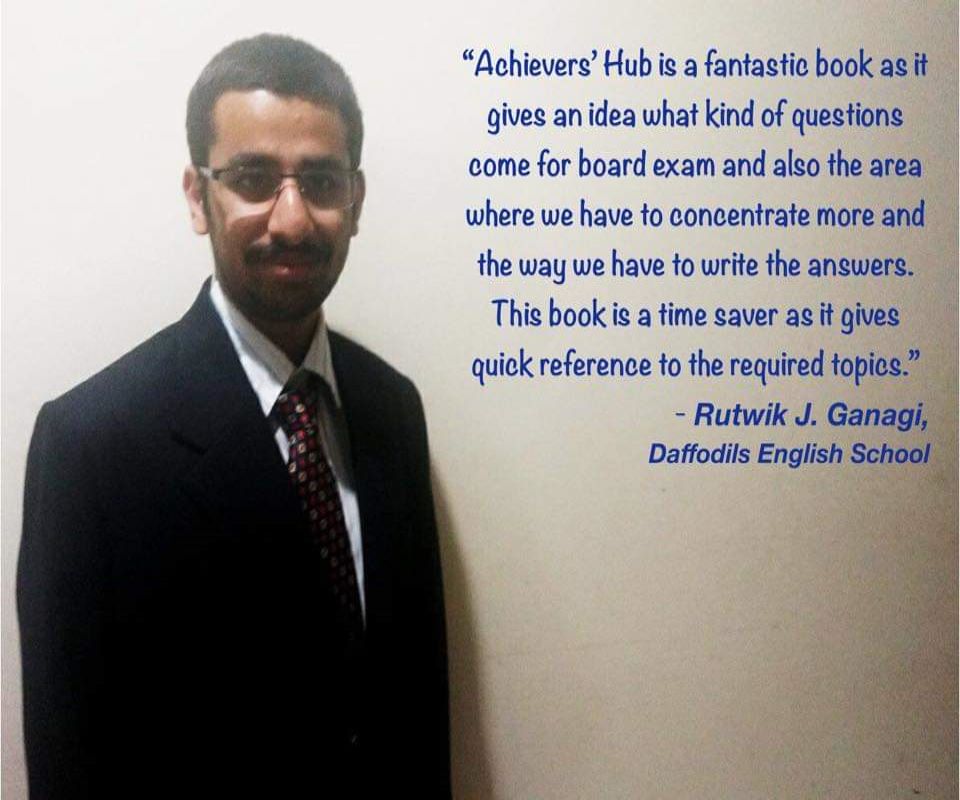 “Achievers’ Hub is a fantastic book as it
gives an idea what kind of questions
come for board exam and also the area
where we have to concentrate more and
the way we have to write the answers.
This book is a time saver as it gives
quick reference to the required topics.”
- Rutwik J. Ganagi,
Daffodils English School